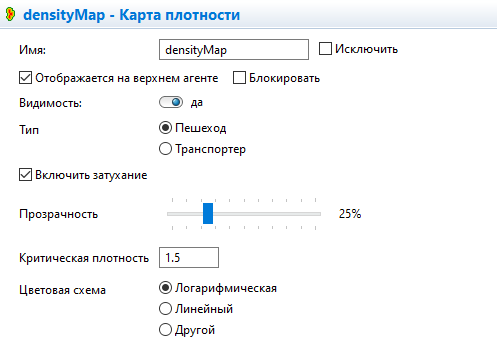 densityMap - Карта плотности
Имя: densityMap Исключить
Отображается на верхнем агенте Блокировать
Видимость: да
Тип Пешеход
Транспортер
Включить затухание
Прозрачность 25%
Критическая плотность 1.5
Цветовая схема Логарифмическая
Линейный
Другой